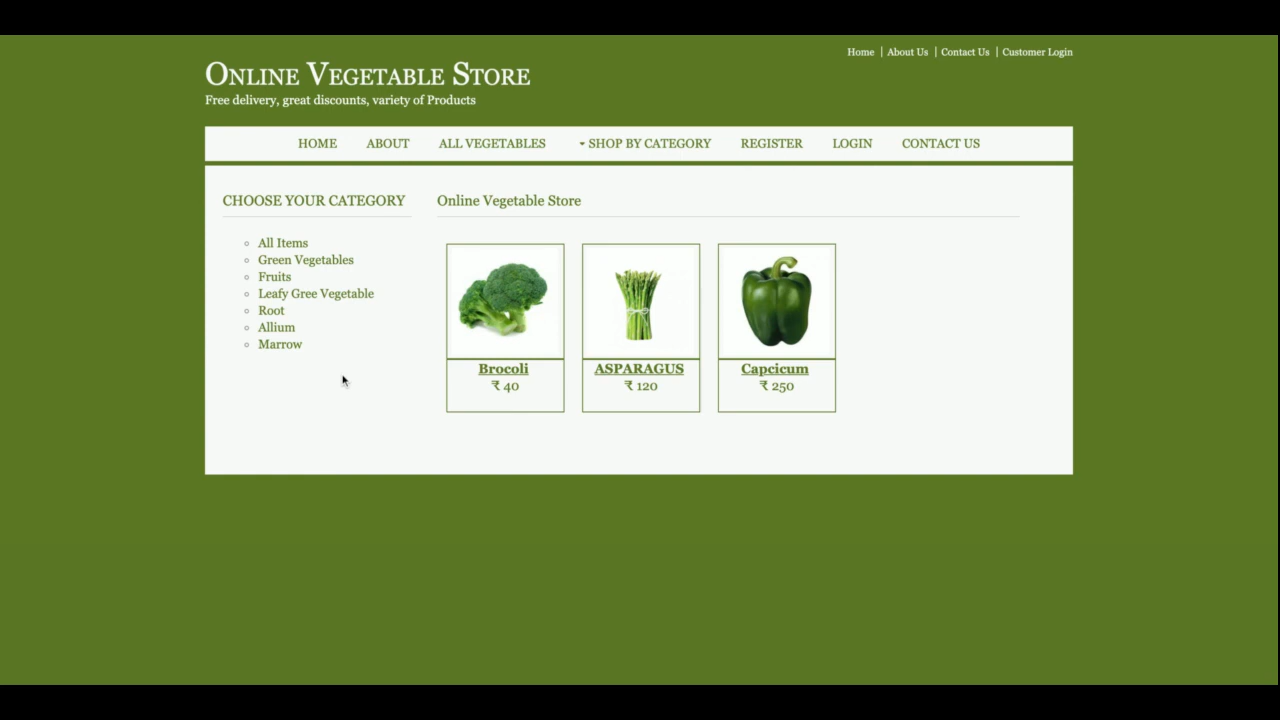 Home | About Us | Contact Us | Customer Login
Online Vegetable Store
Free delivery, great discounts, variety of Products
HOME ABOUT ALL VEGETABLES SHOP BY CATEGORY REGISTER LOGIN CONTACT US
CHOOSE YOUR CATEGORY
All Items
Green Vegetables
Fruits
Leafy Gree Vegetable
Root
Allium
Marrow
Online Vegetable Store
Brocoli
₹ 40
ASPARAGUS
₹ 120
Capcicum
₹ 250